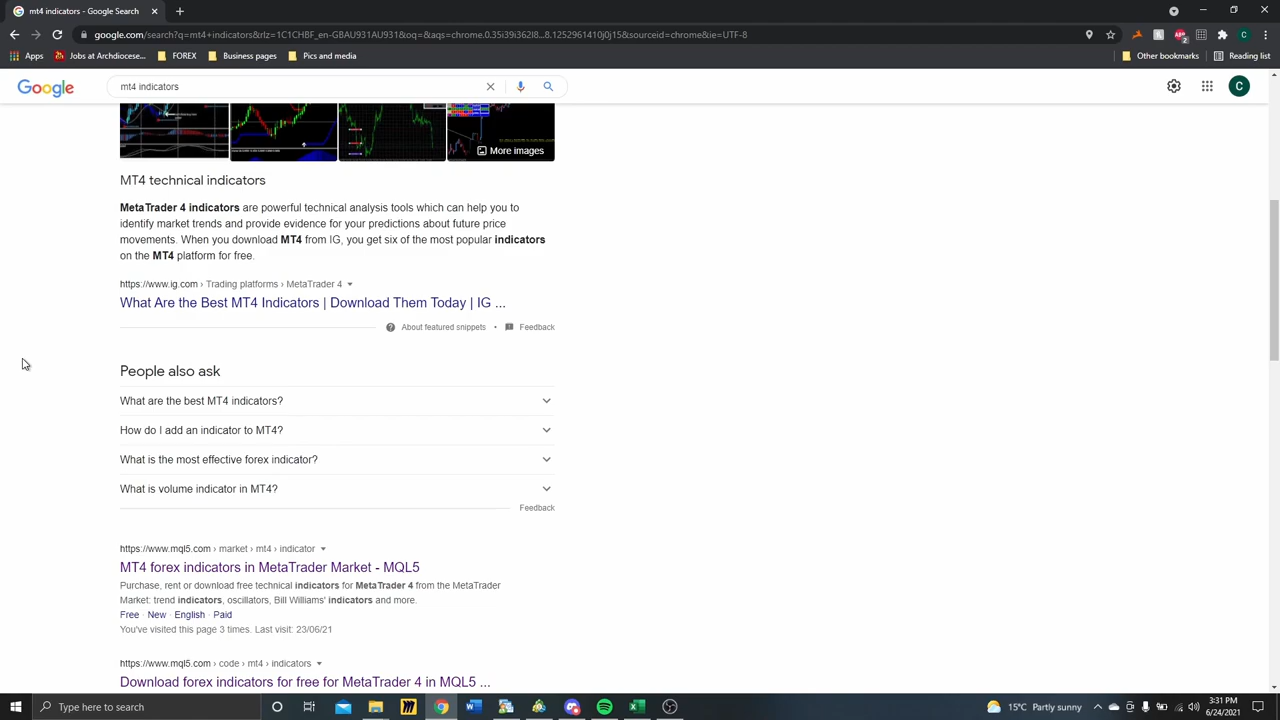 mt4 indicators - Google Search
google.com/search?q=mt4+indicators&rlz=1C1CHBF_en-GBAU931AU931&oq=&aqs=chrome.0.35i39i362l8...8.1252961410j0j15&sourceid=chrome&ie=UTF-8
Apps
Jobs at Archdiocese...
FOREX
Business pages
Pics and media
Other bookmarks
Reading list
Google
mt4 indicators
C
More images
MT4 technical indicators
MetaTrader 4 indicators are powerful technical analysis tools which can help you to
identify market trends and provide evidence for your predictions about future price
movements. When you download MT4 from IG, you get six of the most popular indicators
on the MT4 platform for free.
https://www.ig.com › Trading platforms › MetaTrader 4
What Are the Best MT4 Indicators | Download Them Today | IG ...
About featured snippets • Feedback
People also ask
What are the best MT4 indicators?
How do I add an indicator to MT4?
What is the most effective forex indicator?
What is volume indicator in MT4?
Feedback
https://www.mql5.com › market › mt4 › indicator
MT4 forex indicators in MetaTrader Market - MQL5
Purchase, rent or download free technical indicators for MetaTrader 4 from the MetaTrader
Market: trend indicators, oscillators, Bill Williams' indicators and more.
Free · New · English · Paid
You've visited this page 3 times. Last visit: 23/06/21
https://www.mql5.com › code › mt4 › indicators
Download forex indicators for free for MetaTrader 4 in MQL5 ...
Type here to search
15°C Partly sunny
3:31 PM
6/24/2021